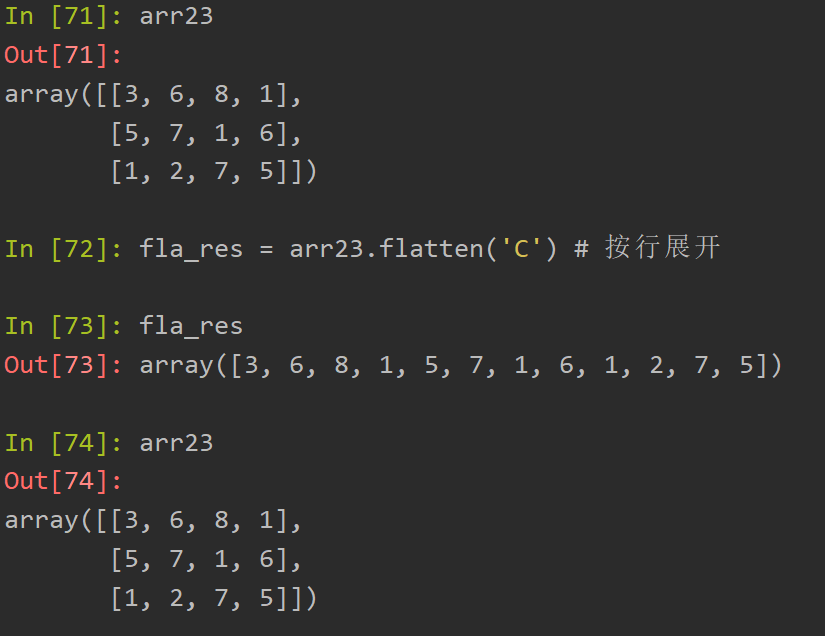 In [71]: arr23
Out[71]:
array([[3, 6, 8, 1],
       [5, 7, 1, 6],
       [1, 2, 7, 5]])
In [72]: fla_res = arr23.flatten('C') # 按行展开
In [73]: fla_res
Out[73]: array([3, 6, 8, 1, 5, 7, 1, 6, 1, 2, 7, 5])
In [74]: arr23
Out[74]:
array([[3, 6, 8, 1],
       [5, 7, 1, 6],
       [1, 2, 7, 5]])